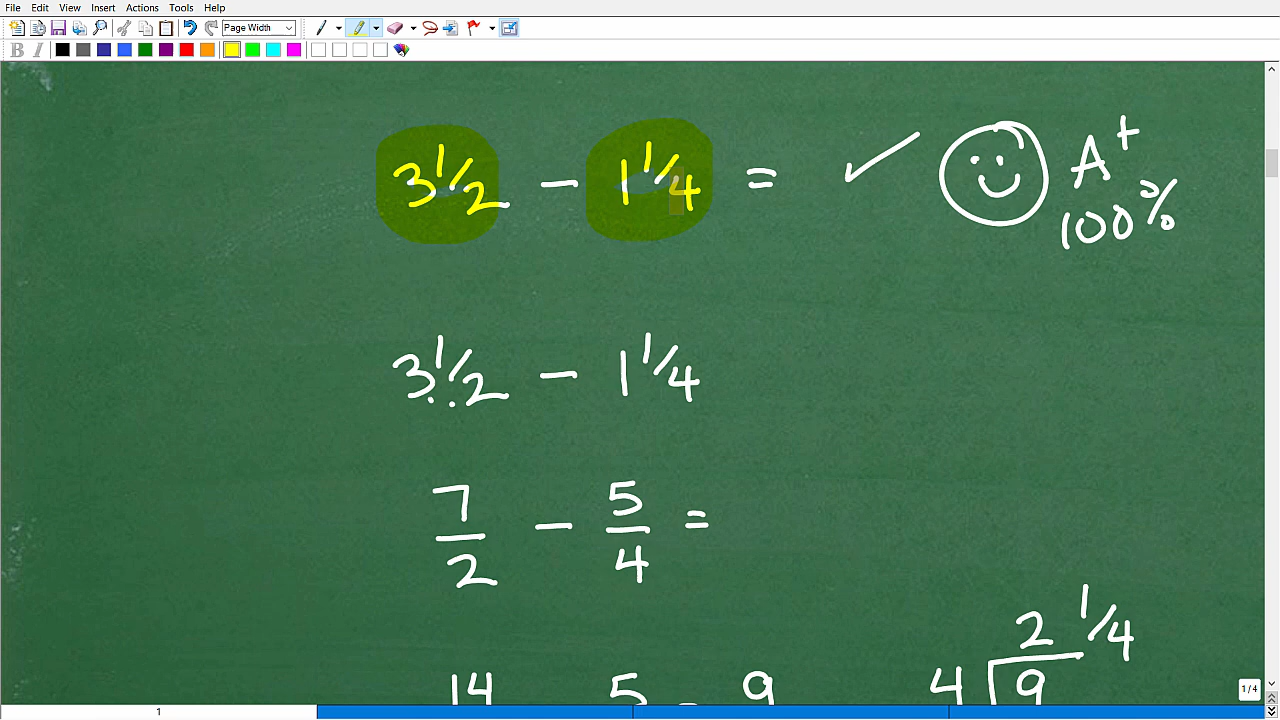 File Edit View Insert Actions Tools Help
Page Width
B I
3 1/2 - 1 1/4 = ✓ A+
100%
3 1/2 - 1 1/4
7/2 - 5/4 =
2 1/4
14 5 - 9 4 9
1/4
1